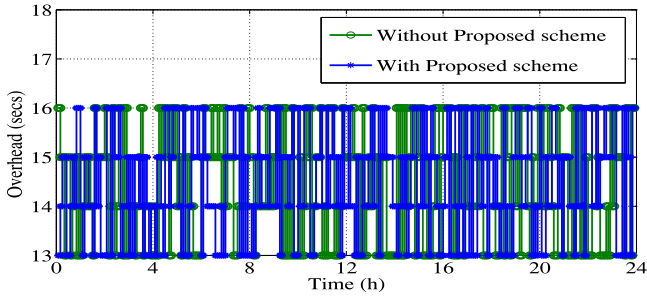 18
17
16
15
14
13
Overhead (secs)
Without Proposed scheme
With Proposed scheme
0 4 8 12 16 20 24
Time (h)